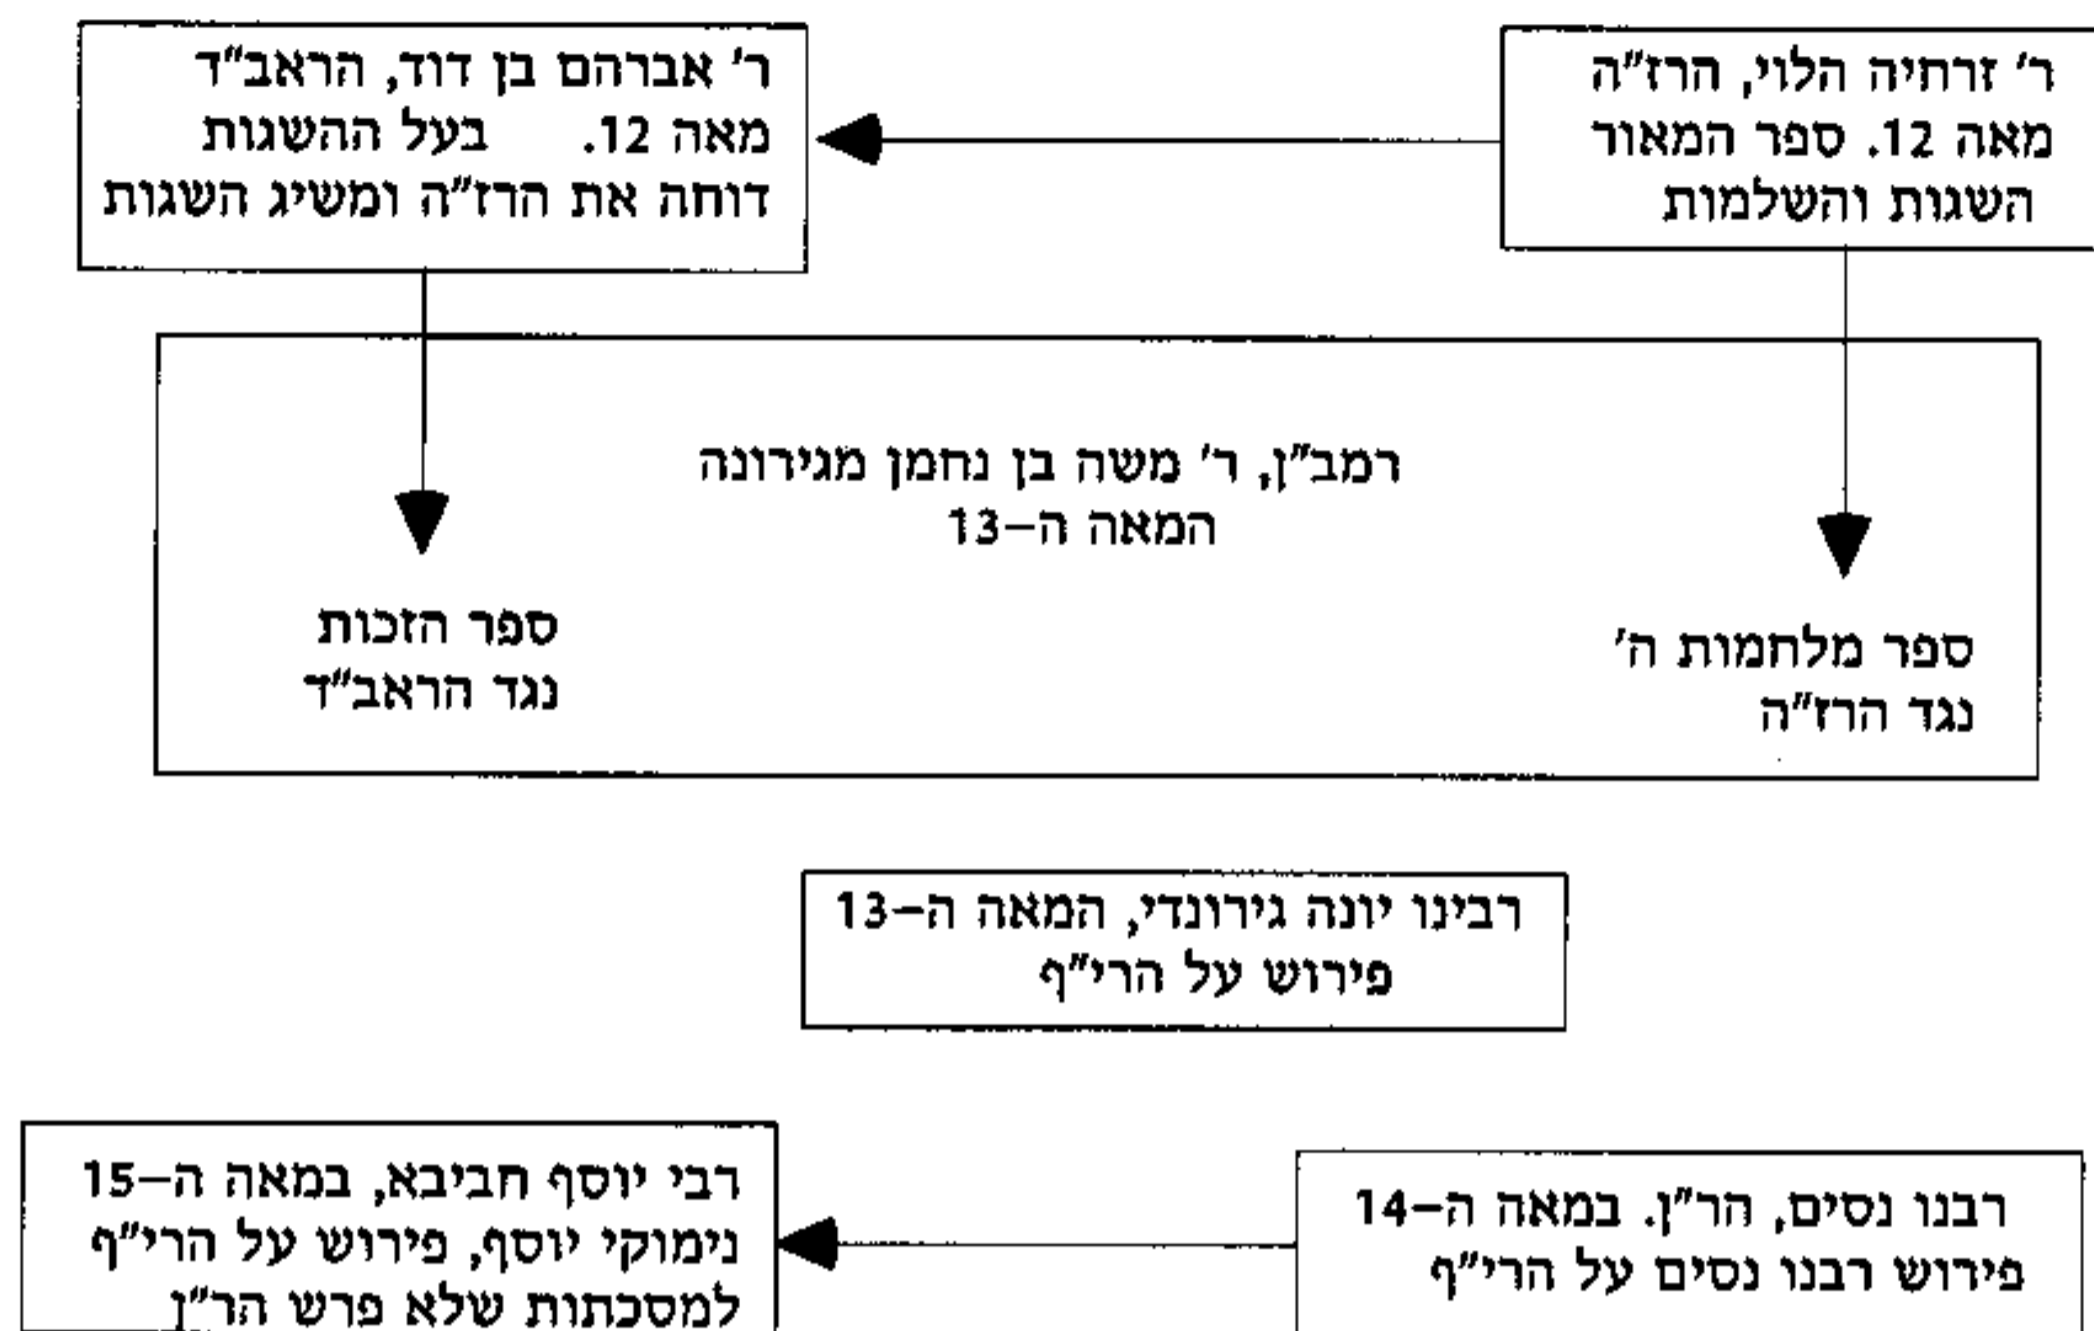 ר' זרחיה הלוי, הרז"ה
מאה 12. ספר המאור
השגות והשלמות
ר' אברהם בן דוד, הראב"ד
מאה 12. בעל ההשגות
דוחה את הרז"ה ומשיג השגות
רמב"ן, ר' משה בן נחמן מגירונה
המאה ה–13
ספר מלחמות ה'
נגד הרז"ה
ספר הזכות
נגד הראב"ד
רבינו יונה גירונדי, המאה ה–13
פירוש על הרי"ף
רבנו נסים, הר"ן. במאה ה–14
פירוש רבנו נסים על הרי"ף
רבי יוסף חביבא, במאה ה–15
נימוקי יוסף, פירוש על הרי"ף
למסכתות שלא פרש הר"ן